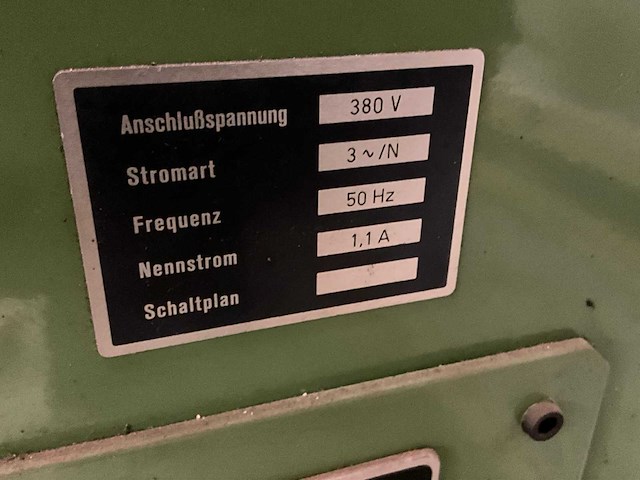 Anschlußspannung 380 V
Stromart 3 ~/N
Frequenz 50 Hz
Nennstrom 1,1 A
Schaltplan